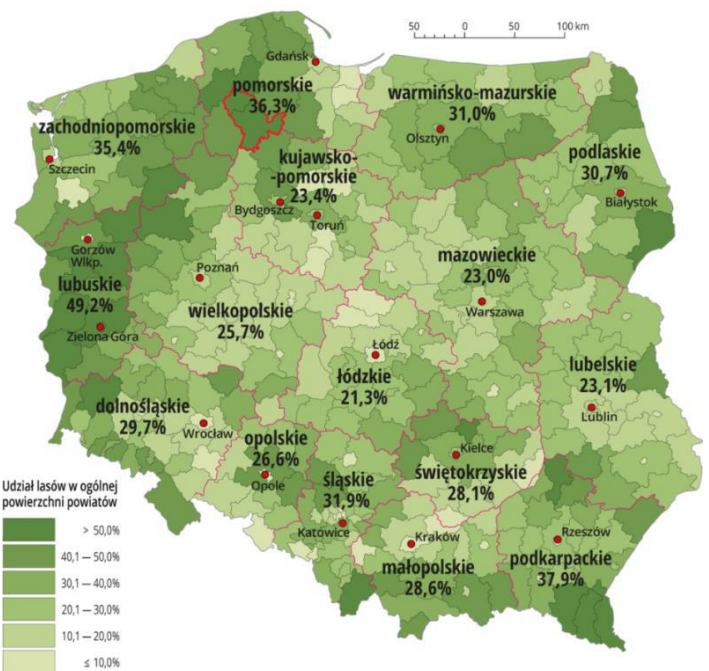 50 0 50 100 km
Gdańsk
pomorskie
36,3%
warmińsko-mazurskie
31,0%
Olsztyn
zachodniopomorskie
35,4%
Szczecin
kujawsko-
-pomorskie
23,4%
Bydgoszcz
Toruń
podlaskie
30,7%
Białystok
Gorzów
Wlkp.
lubuskie
49,2%
Zielona Góra
Poznań
wielkopolskie
25,7%
mazowieckie
23,0%
Warszawa
Łódź
łódzkie
21,3%
lubelskie
23,1%
Lublin
dolnośląskie
29,7%
Wrocław
opolskie
26,6%
Opole
śląskie
31,9%
Katowice
Kielce
świętokrzyskie
28,1%
Kraków
małopolskie
28,6%
Rzeszów
podkarpackie
37,9%
Udział lasów w ogólnej
powierzchni powiatów
> 50,0%
40,1 — 50,0%
30,1 — 40,0%
20,1 — 30,0%
10,1 — 20,0%
≤ 10,0%